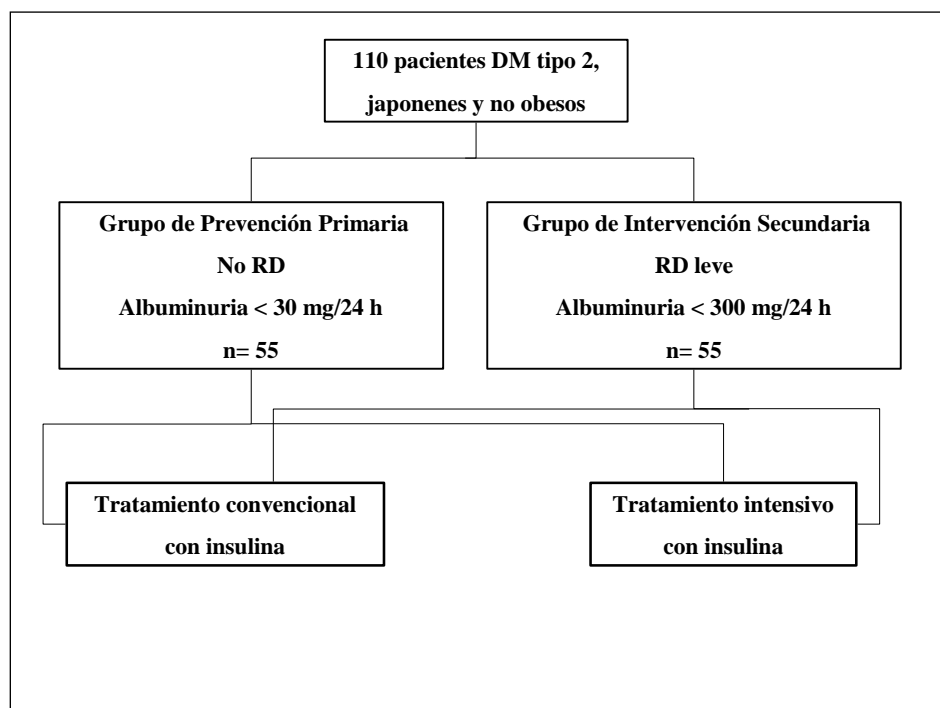 110 pacientes DM tipo 2,
japonenes y no obesos
Grupo de Prevención Primaria
No RD
Albuminuria < 30 mg/24 h
n= 55
Grupo de Intervención Secundaria
RD leve
Albuminuria < 300 mg/24 h
n= 55
Tratamiento convencional
con insulina
Tratamiento intensivo
con insulina